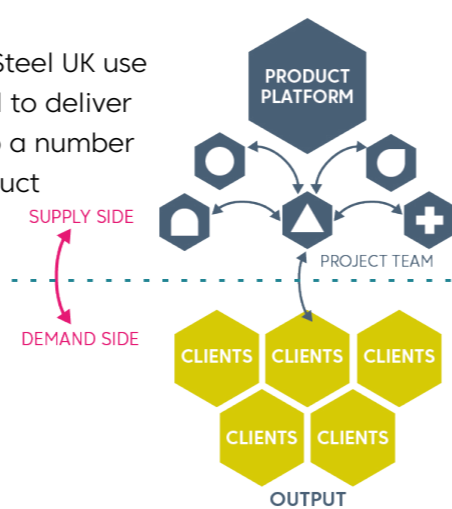 Steel UK use
to deliver
a number
uct
PRODUCT
PLATFORM
SUPPLY SIDE
PROJECT TEAM
DEMAND SIDE
CLIENTS CLIENTS CLIENTS
CLIENTS CLIENTS
OUTPUT